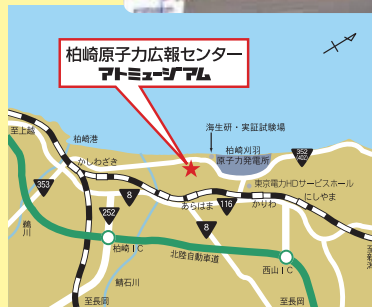 柏崎原子力広報センター
アトミュージアム
至上越
柏崎港
海生研・実証試験場
柏崎刈羽
原子力発電所
352
(402)
かしわざき
353
8
東京電力HDサービスホール
252
あらはま
116
かりわ
にしやま
8
鵜川
柏崎IC
北陸自動車道
西山IC
鯖石川
至長岡
至長岡
至新潟